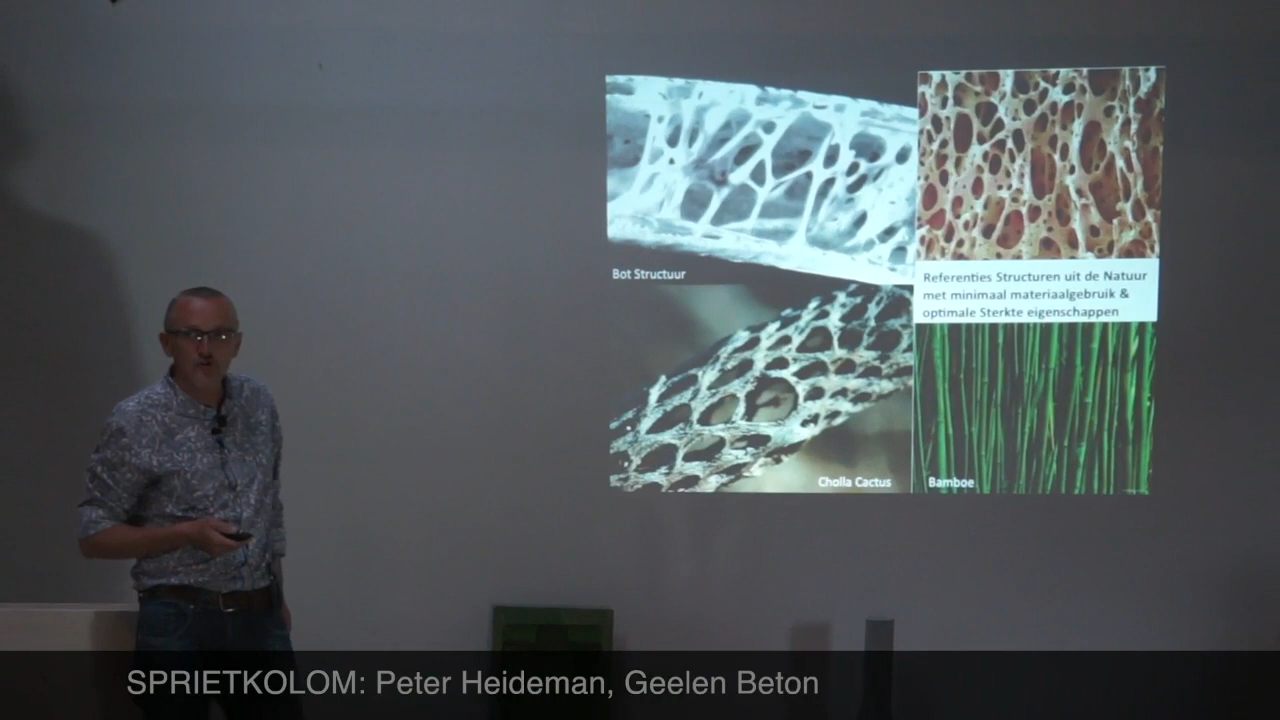 Bot Structuur
Referenties Structuren uit de Natuur
met minimaal materiaalgebruik &
optimale Sterkte eigenschappen
Cholla Cactus
Bamboe
SPRIETKOLOM: Peter Heideman, Geelen Beton